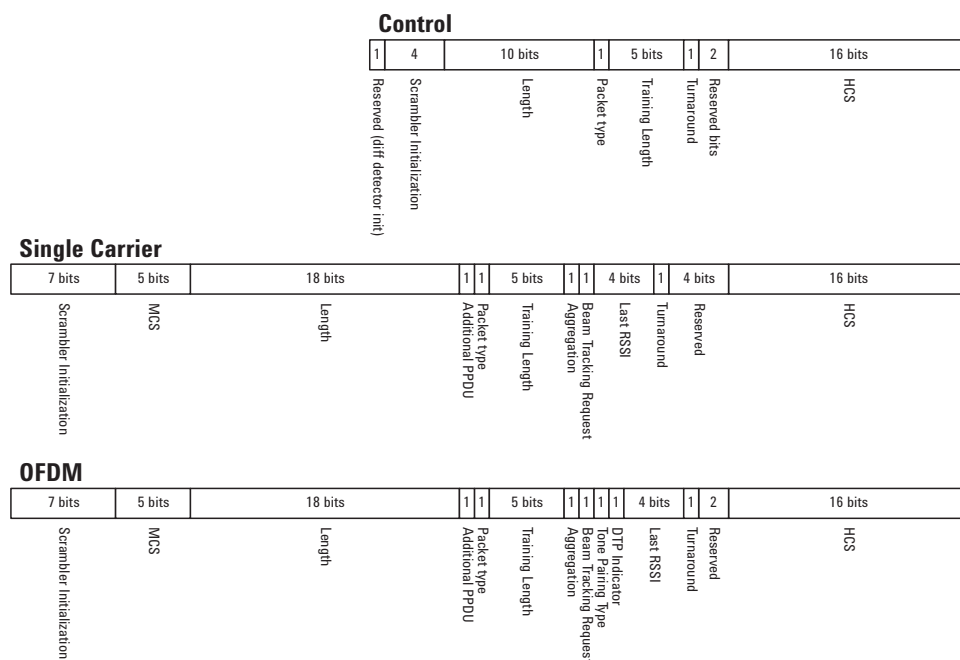 Control
1 4 10 bits 1 5 bits 1 2 16 bits
Reserved (diff detector init)
Scrambler Initialization
Length
Packet type
Training Length
Turnaround
Reserved bits
HCS
Single Carrier
7 bits 5 bits 18 bits 1 1 5 bits 1 1 4 bits 1 4 bits 16 bits
Scrambler Initialization
MCS
Length
Additional PPDU
Packet type
Training Length
Aggregation
Beam Tracking Request
Last RSSI
Turnaround
Reserved
HCS
OFDM
7 bits 5 bits 18 bits 1 1 5 bits 1 1 1 1 4 bits 1 2 16 bits
Scrambler Initialization
MCS
Length
Additional PPDU
Packet type
Training Length
Aggregation
Beam Tracking Request
Tone Pairing Type
DTP Indicator
Last RSSI
Turnaround
Reserved
HCS